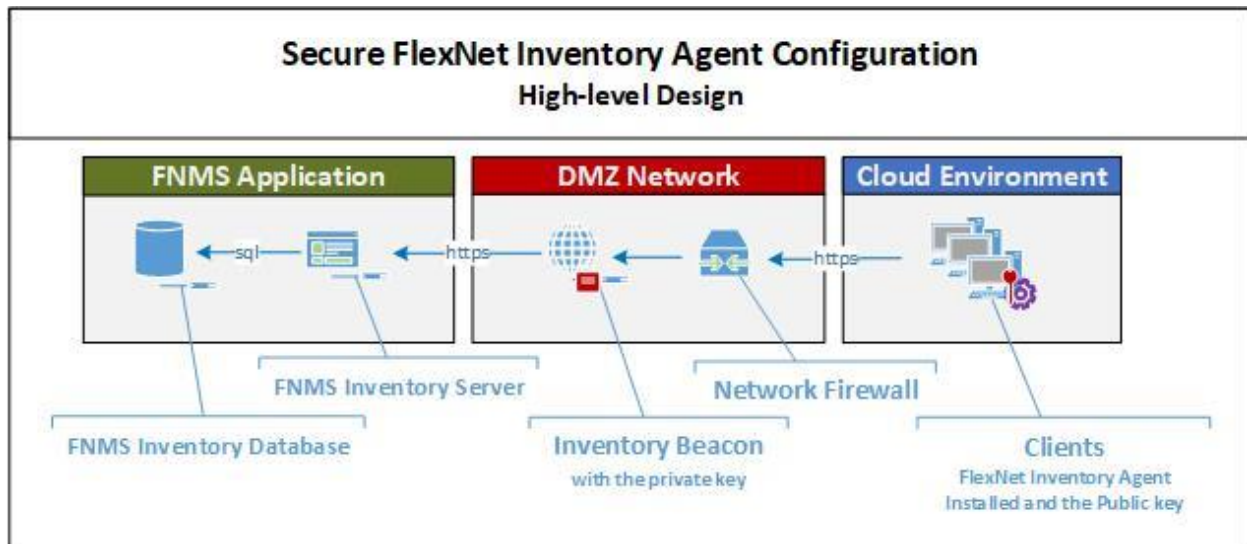 Secure FlexNet Inventory Agent Configuration
High-level Design
FNMS Application
DMZ Network
Cloud Environment
sql
https
https
FNMS Inventory Server
Network Firewall
FNMS Inventory Database
Inventory Beacon
with the private key
Clients
FlexNet Inventory Agent
Installed and the Public key